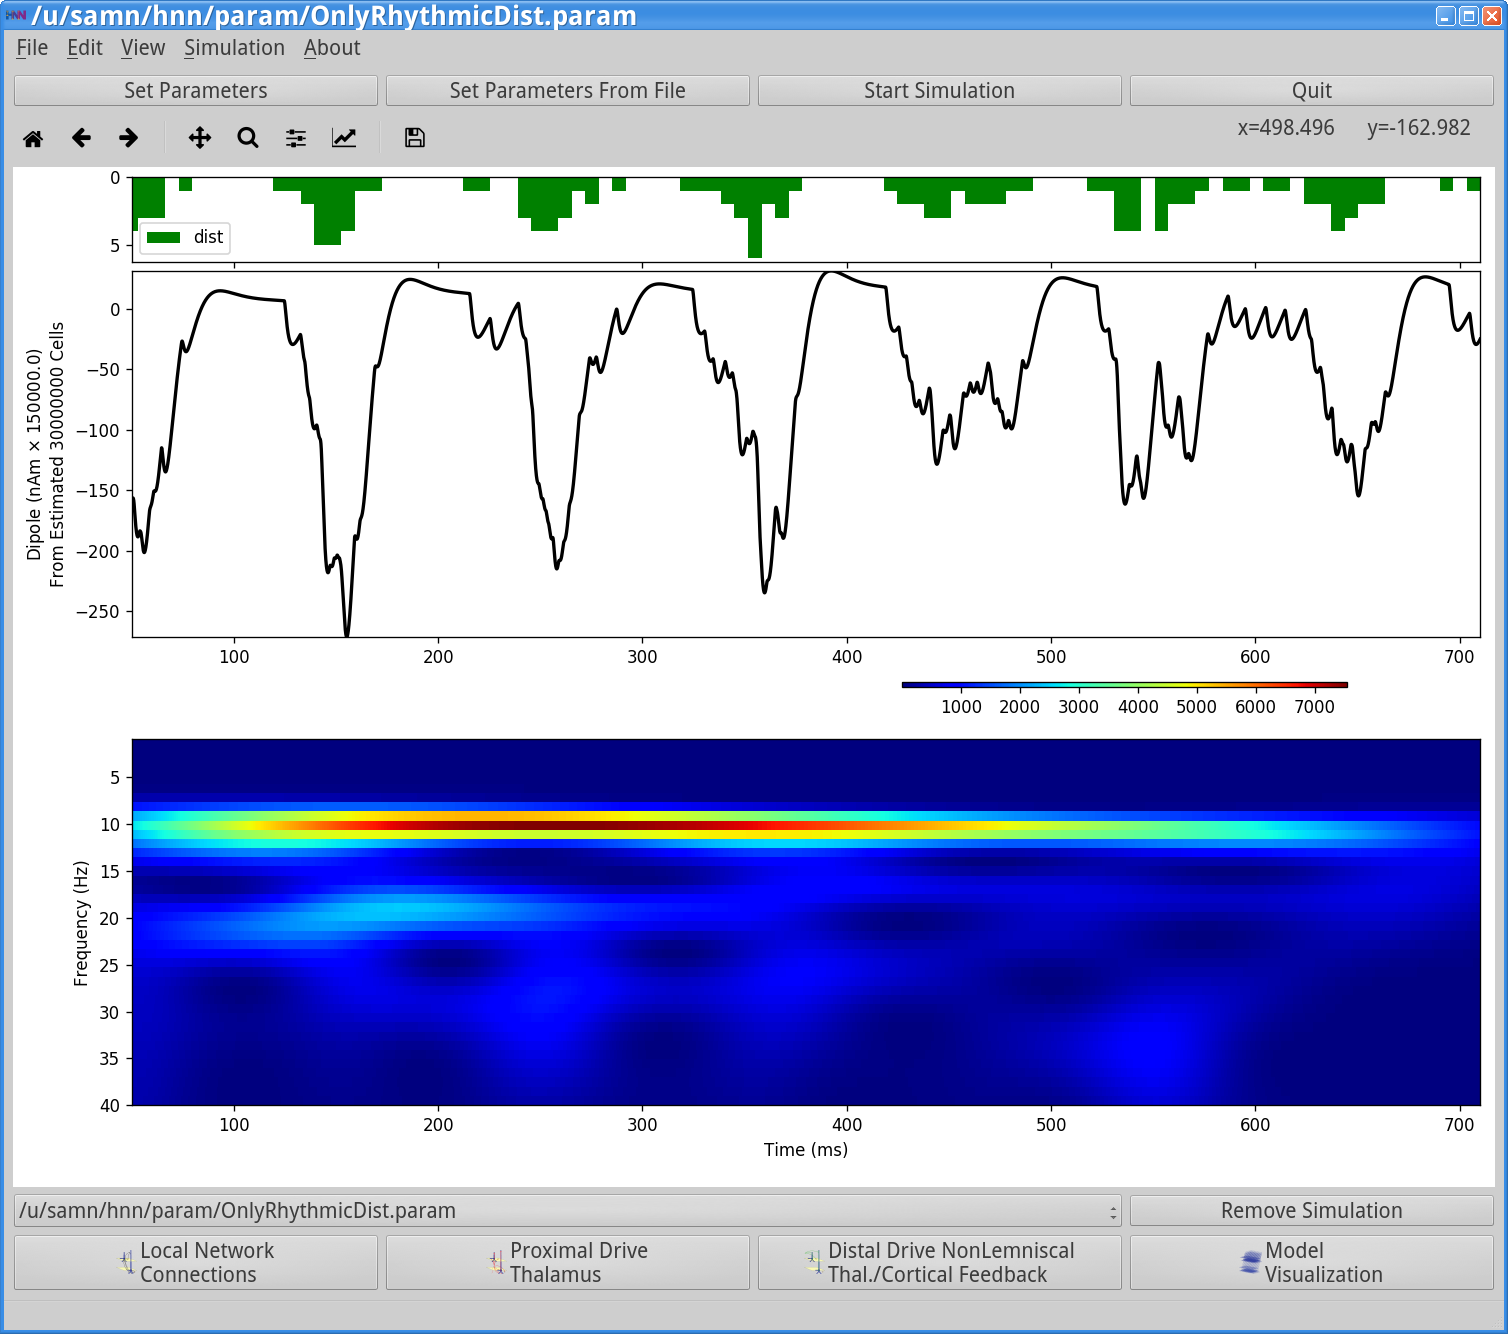 HNN /u/samn/hnn/param/OnlyRhythmicDist.param
File Edit View Simulation About
Set Parameters Set Parameters From File Start Simulation Quit
x=498.496 y=-162.982
0
5
dist
0
−50
−100
−150
−200
−250
Dipole (nAm × 150000.0)
From Estimated 30000000 Cells
100 200 300 400 500 600 700
1000 2000 3000 4000 5000 6000 7000
5
10
15
20
25
30
35
40
Frequency (Hz)
100 200 300 400 500 600 700
Time (ms)
/u/samn/hnn/param/OnlyRhythmicDist.param Remove Simulation
Local Network
Connections
Proximal Drive
Thalamus
Distal Drive NonLemniscal
Thal./Cortical Feedback
Model
Visualization